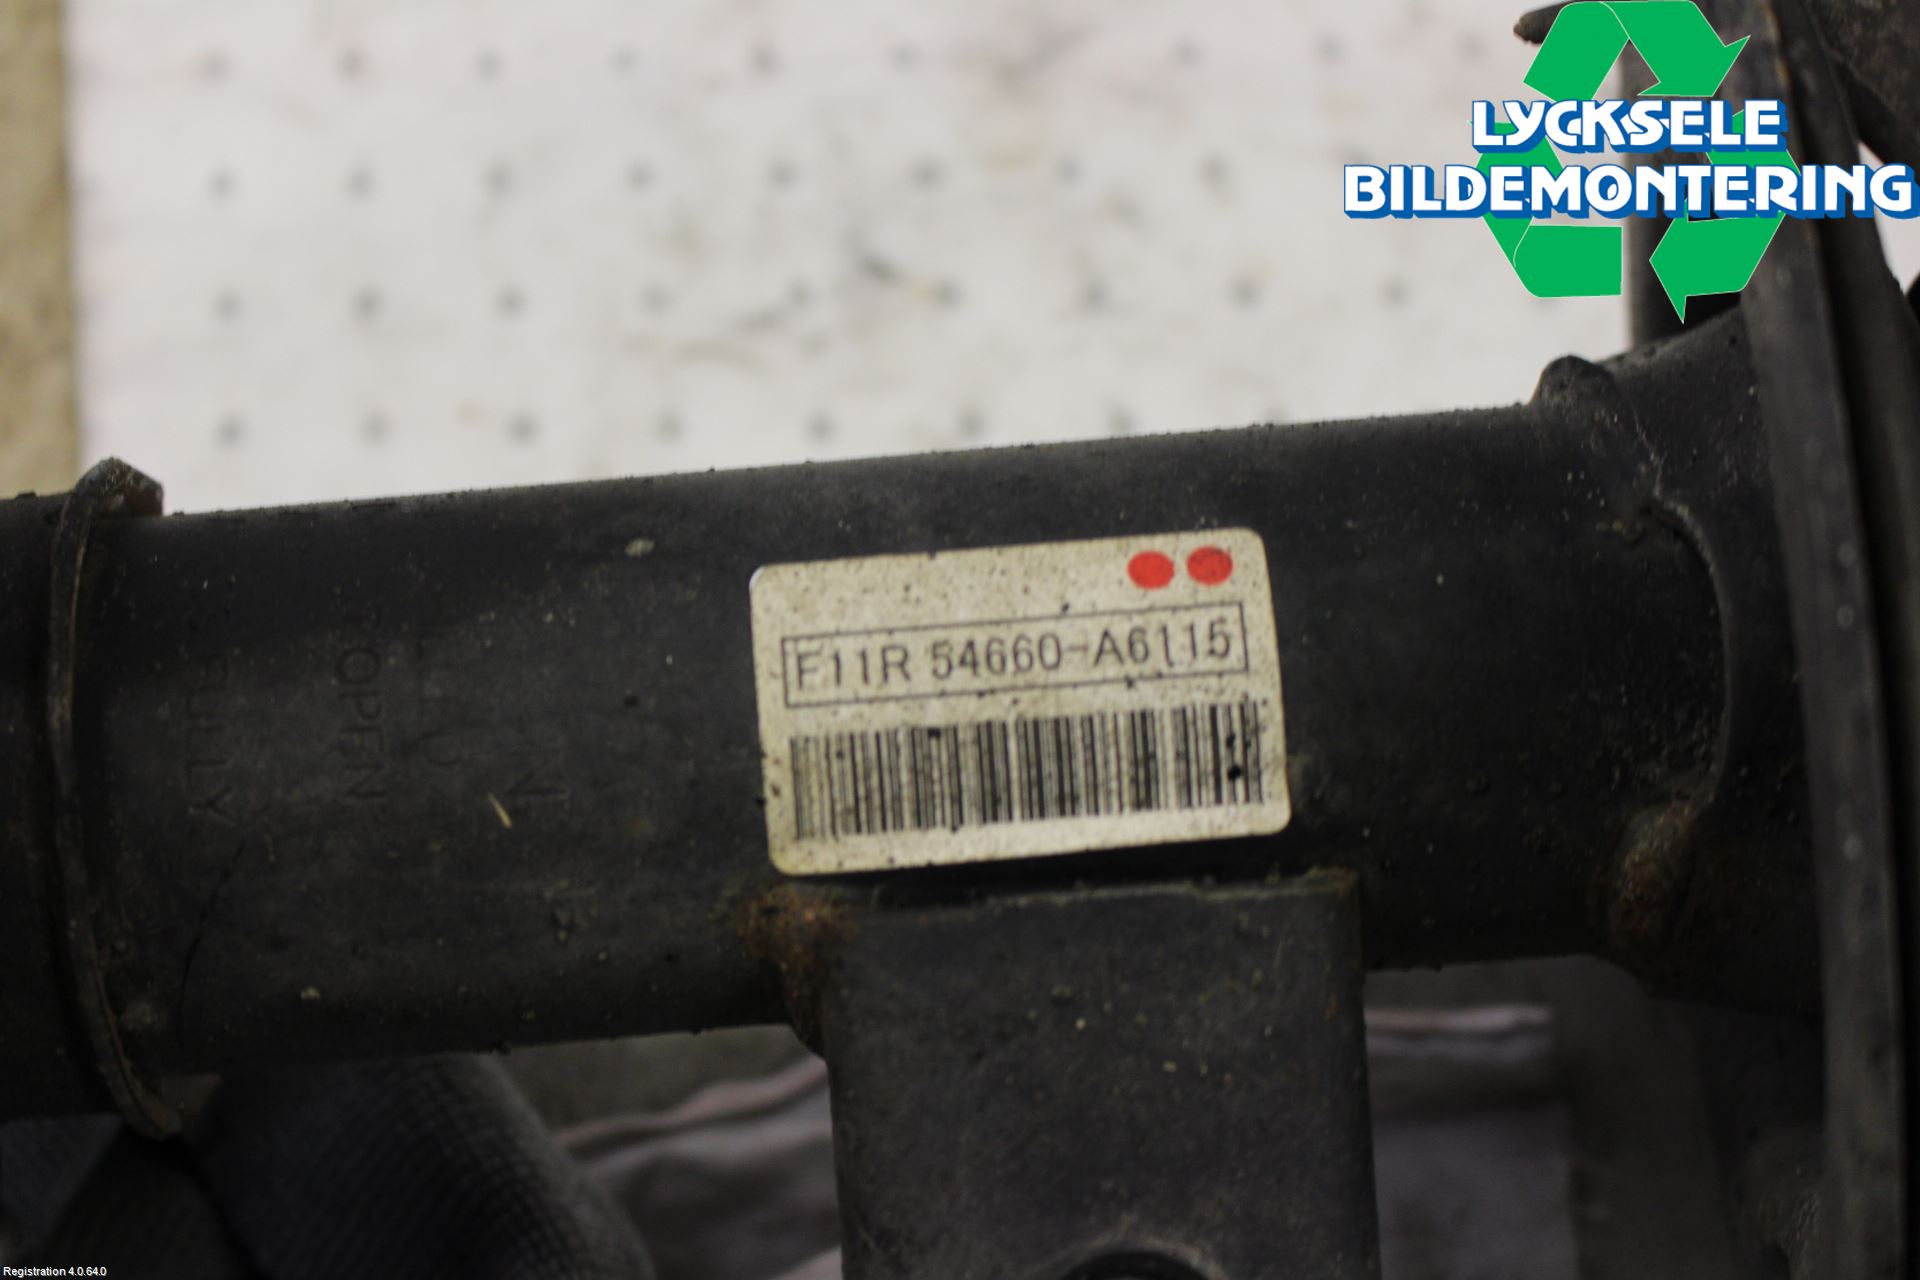 LYCKSELE
BILDEMONTERING
F11R 54660-A6115
OPEN
Registration 4.0.64.0